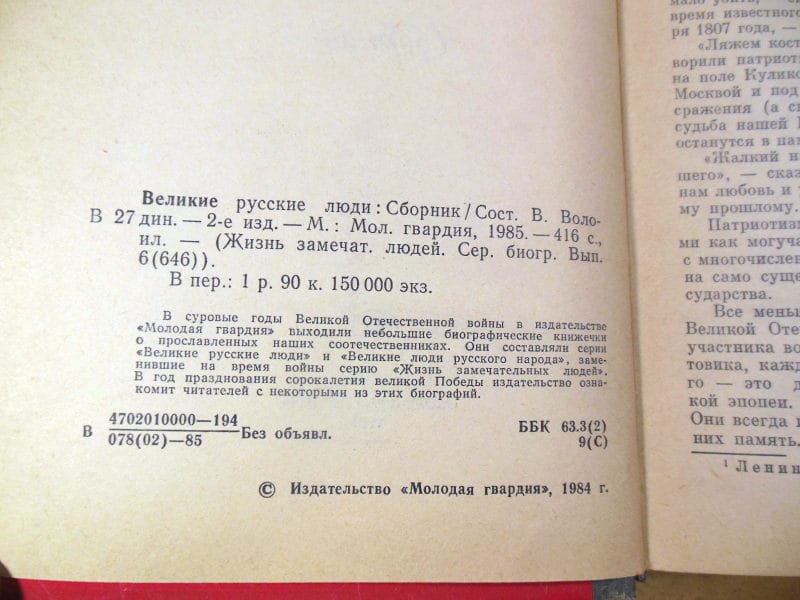 Великие русские люди: Сборник/Сост. В. Воло-
В 27 дин. — 2-е изд. — М.: Мол. гвардия, 1985. — 416 с.,
ил. — (Жизнь замечат. людей. Сер. биогр. Вып.
6(646)).
В пер.: 1 р. 90 к. 150 000 экз.
В суровые годы Великой Отечественной войны в издательстве
«Молодая гвардия» выходили небольшие биографические книжечки
о прославленных наших соотечественниках. Они составляли серии
«Великие русские люди» и «Великие люди русского народа», заме-
нившие на время войны серию «Жизнь замечательных людей».
В год празднования сорокалетия великой Победы издательство озна-
комит читателей с некоторыми из этих биографий.
В 4702010000—194
078(02)—85 Без объявл.
ББК 63.3(2)
9(С)
© Издательство «Молодая гвардия», 1984 г.
время известного
ря 1807 года, —
«Ляжем кост
ворили патриоти
на поле Кулико
Москвой и под
сражения (а св
судьба нашей
останутся в пам
«Жалкий н
шего», — сказ
нам любовь и
му прошлому.
Патриотизм
ми как могуча
с многочислен
на само суще
сударства.
Все меньш
Великой Оте
участника во
товика, кажд
го — это д
кой эпопеи.
Они всегда
них память.
¹ Ленин